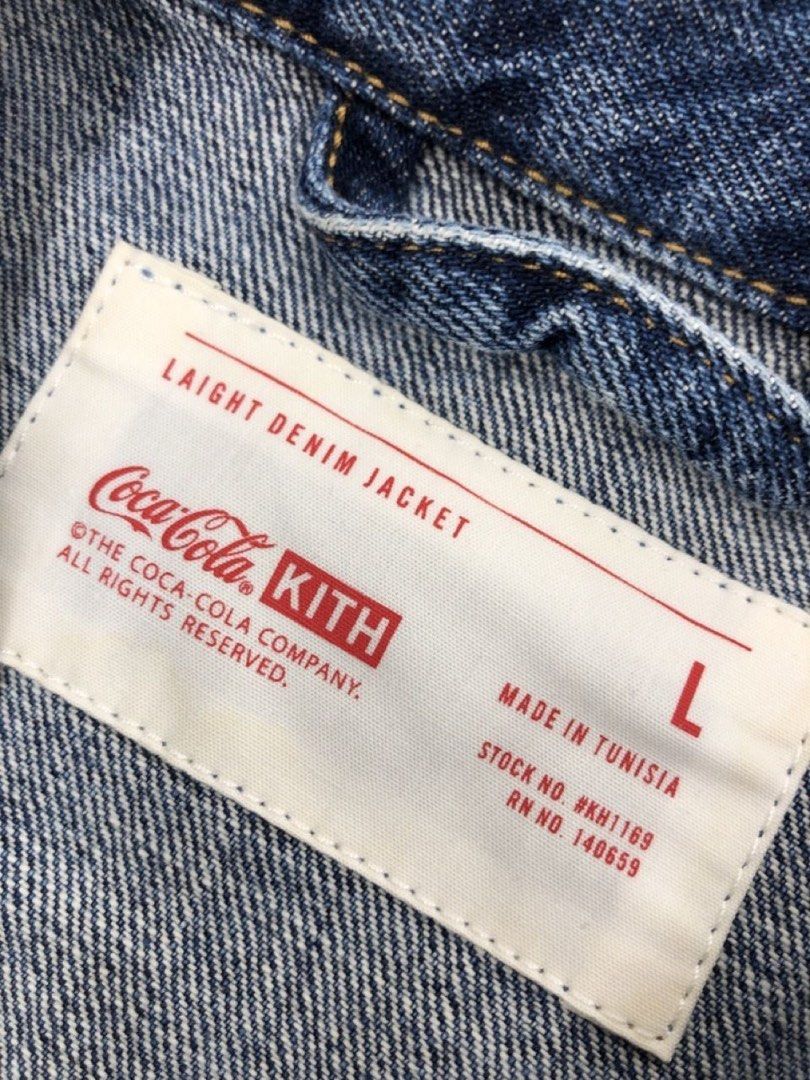 LAIGHT DENIM JACKET
Coca-Cola® KITH
©THE COCA-COLA COMPANY.
ALL RIGHTS RESERVED.
L
MADE IN TUNISIA
STOCK NO. #KH1169
RN NO. 140659